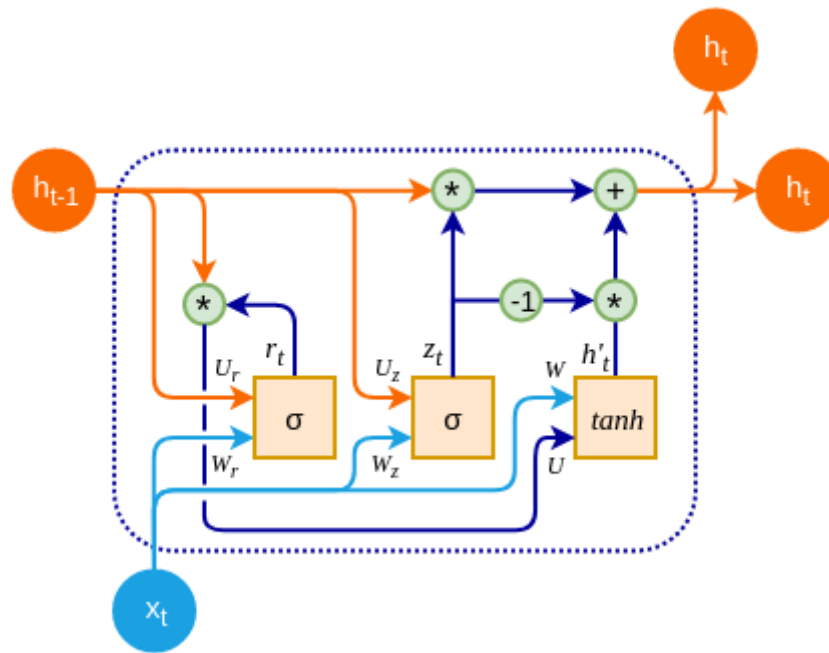 h_t
h_{t-1}
*
+
h_t
*
-1
*
r_t
z_t
h'_t
U_r
U_z
W
σ
σ
tanh
W_r
W_z
U
x_t